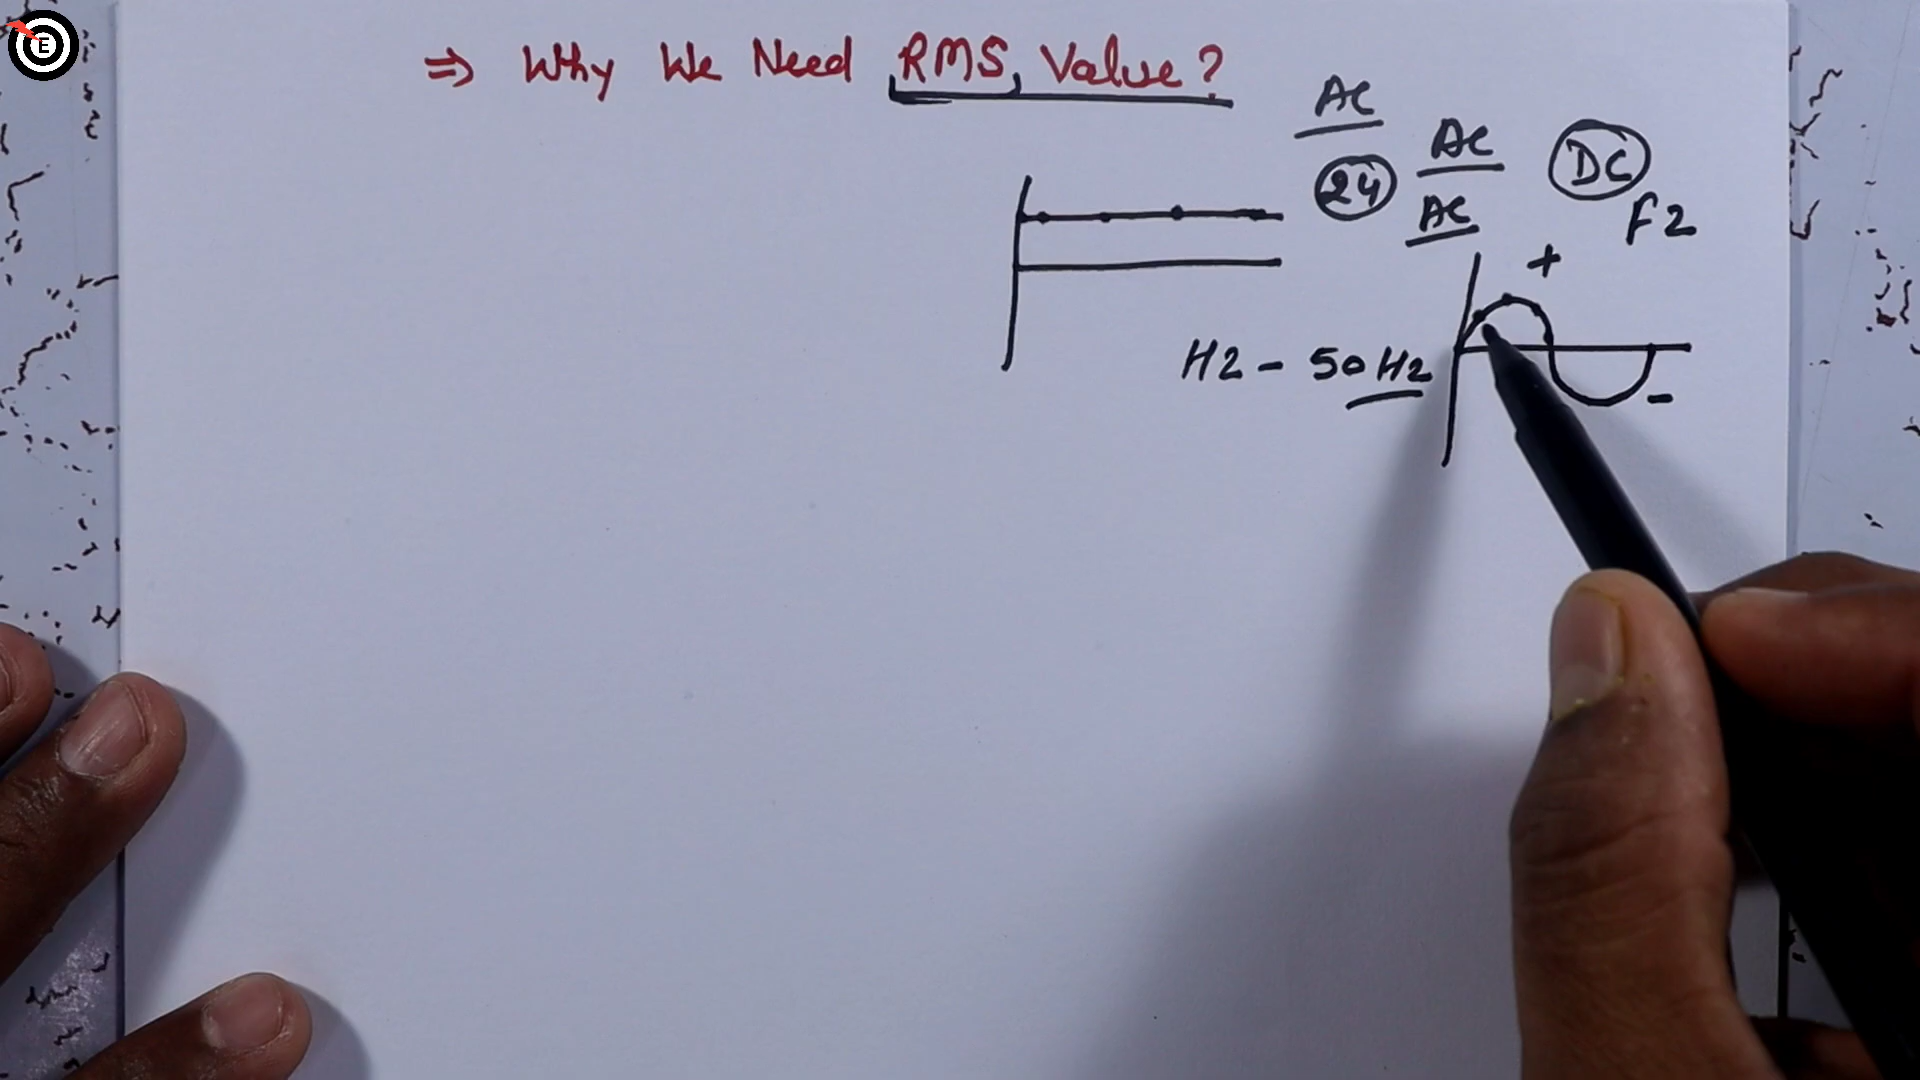 ⇒ Why We Need RMS Value?
AC
AC
DC
24
AC
F2
+
H2 - 50 H2
-
E